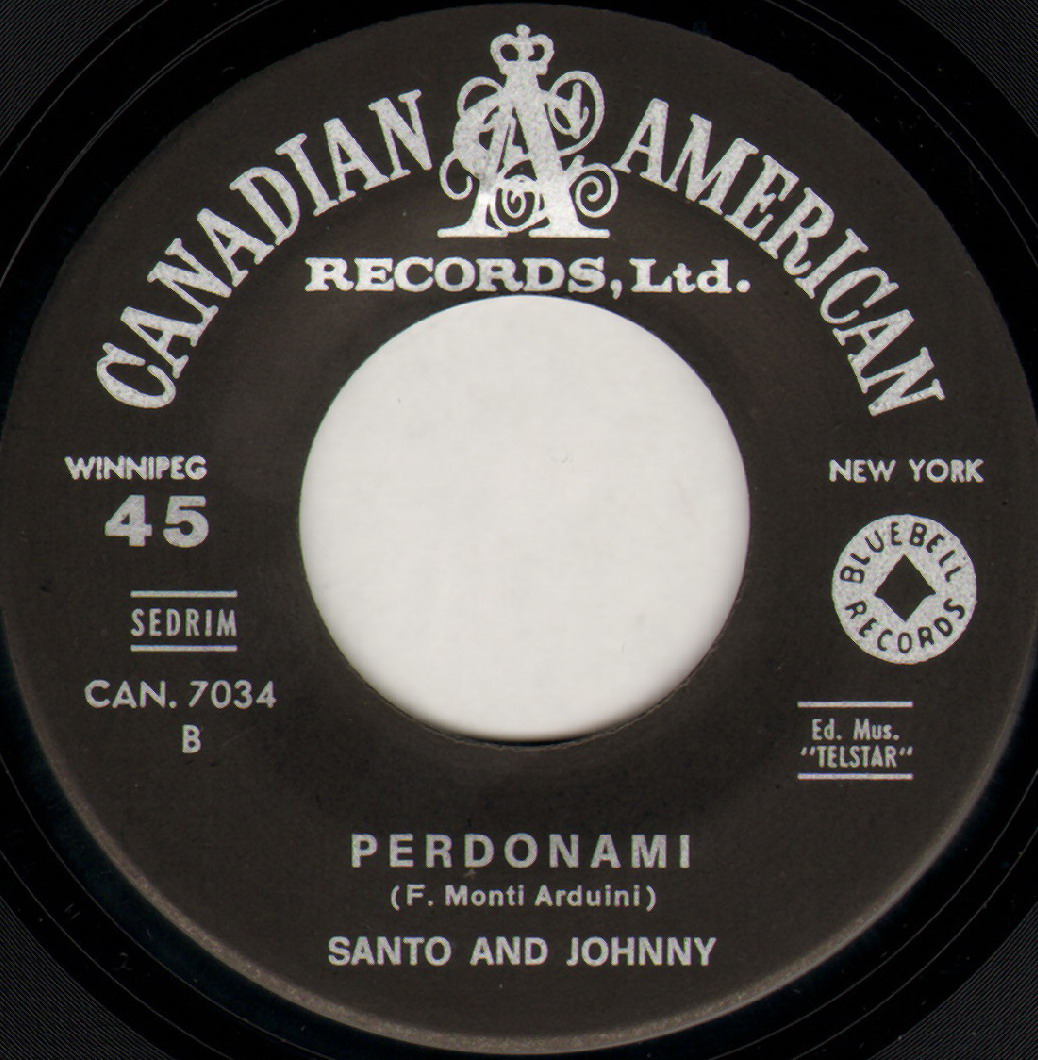 CANADIAN A AMERICAN
RECORDS, Ltd.
WINNIPEG
45
SEDRIM
CAN. 7034
B
NEW YORK
BLUEBELL
RECORDS
Ed. Mus.
"TELSTAR"
PERDONAMI
(F. Monti Arduini)
SANTO AND JOHNNY